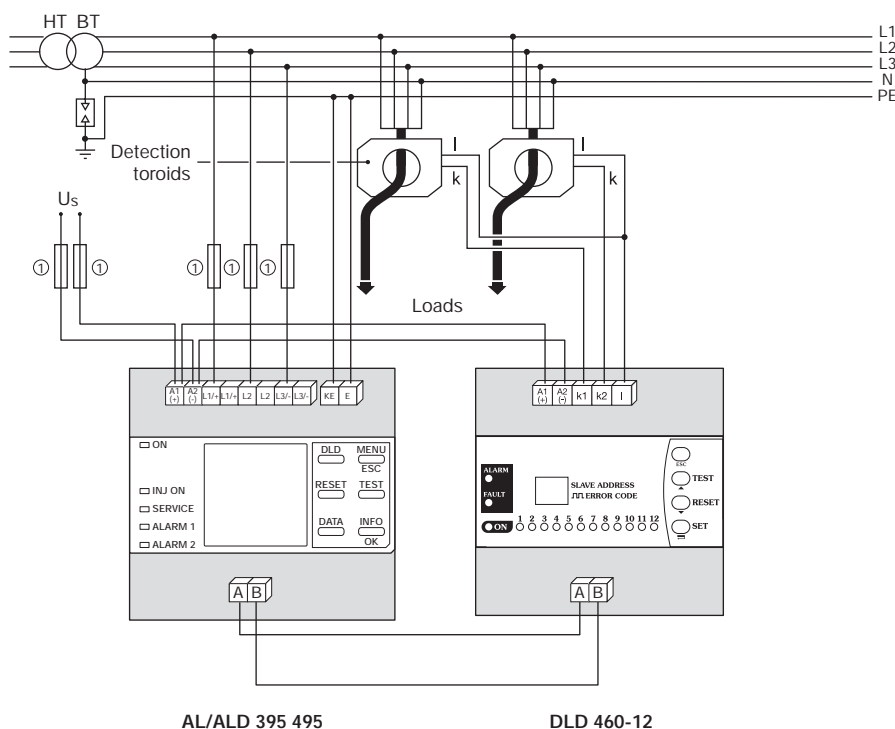 HT BT
L1
L2
L3
N
PE
Detection
toroids
l
k
l
k
Us
1 1 1 1 1
Loads
A1
(+)
A2
(-)
L1/+ L1/+ L2 L2 L3/- L3/- KE E
A1
(+)
A2
(-)
k1 k2 l
ON
INJ ON
SERVICE
ALARM 1
ALARM 2
DLD MENU
ESC
RESET TEST
DATA INFO
OK
ALARM
FAULT
ON
SLAVE ADDRESS
ERROR CODE
1 2 3 4 5 6 7 8 9 10 11 12
ESC
TEST
RESET
SET
A B
A B
AL/ALD 395 495
DLD 460-12